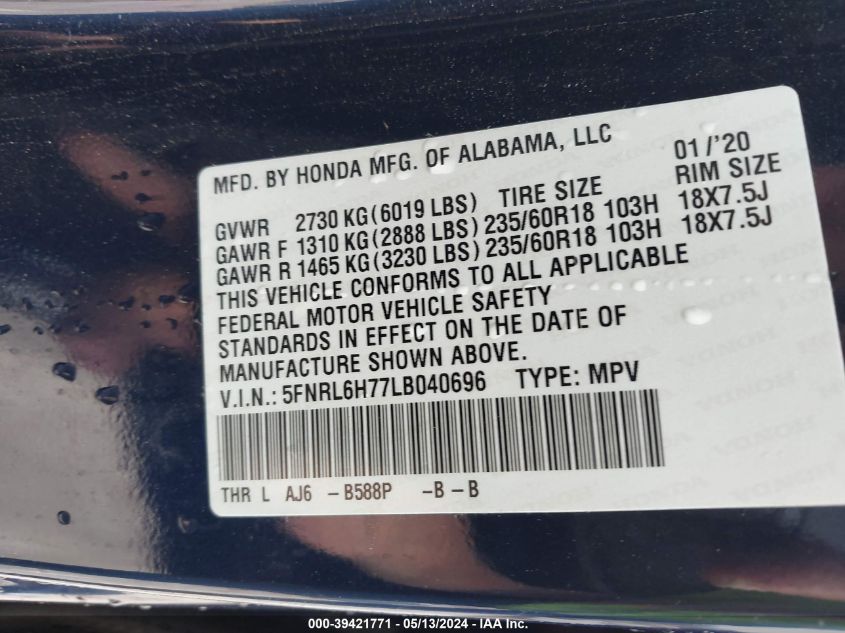 MFD. BY HONDA MFG. OF ALABAMA, LLC 01/'20
GVWR 2730 KG(6019 LBS) TIRE SIZE RIM SIZE
GAWR F 1310 KG(2888 LBS) 235/60R18 103H 18X7.5J
GAWR R 1465 KG(3230 LBS) 235/60R18 103H 18X7.5J
THIS VEHICLE CONFORMS TO ALL APPLICABLE
FEDERAL MOTOR VEHICLE SAFETY
STANDARDS IN EFFECT ON THE DATE OF
MANUFACTURE SHOWN ABOVE.
V.I.N.: 5FNRL6H77LB040696 TYPE: MPV
THR L AJ6 -B588P -B-B
000-39421771 - 05/13/2024 - IAA Inc.